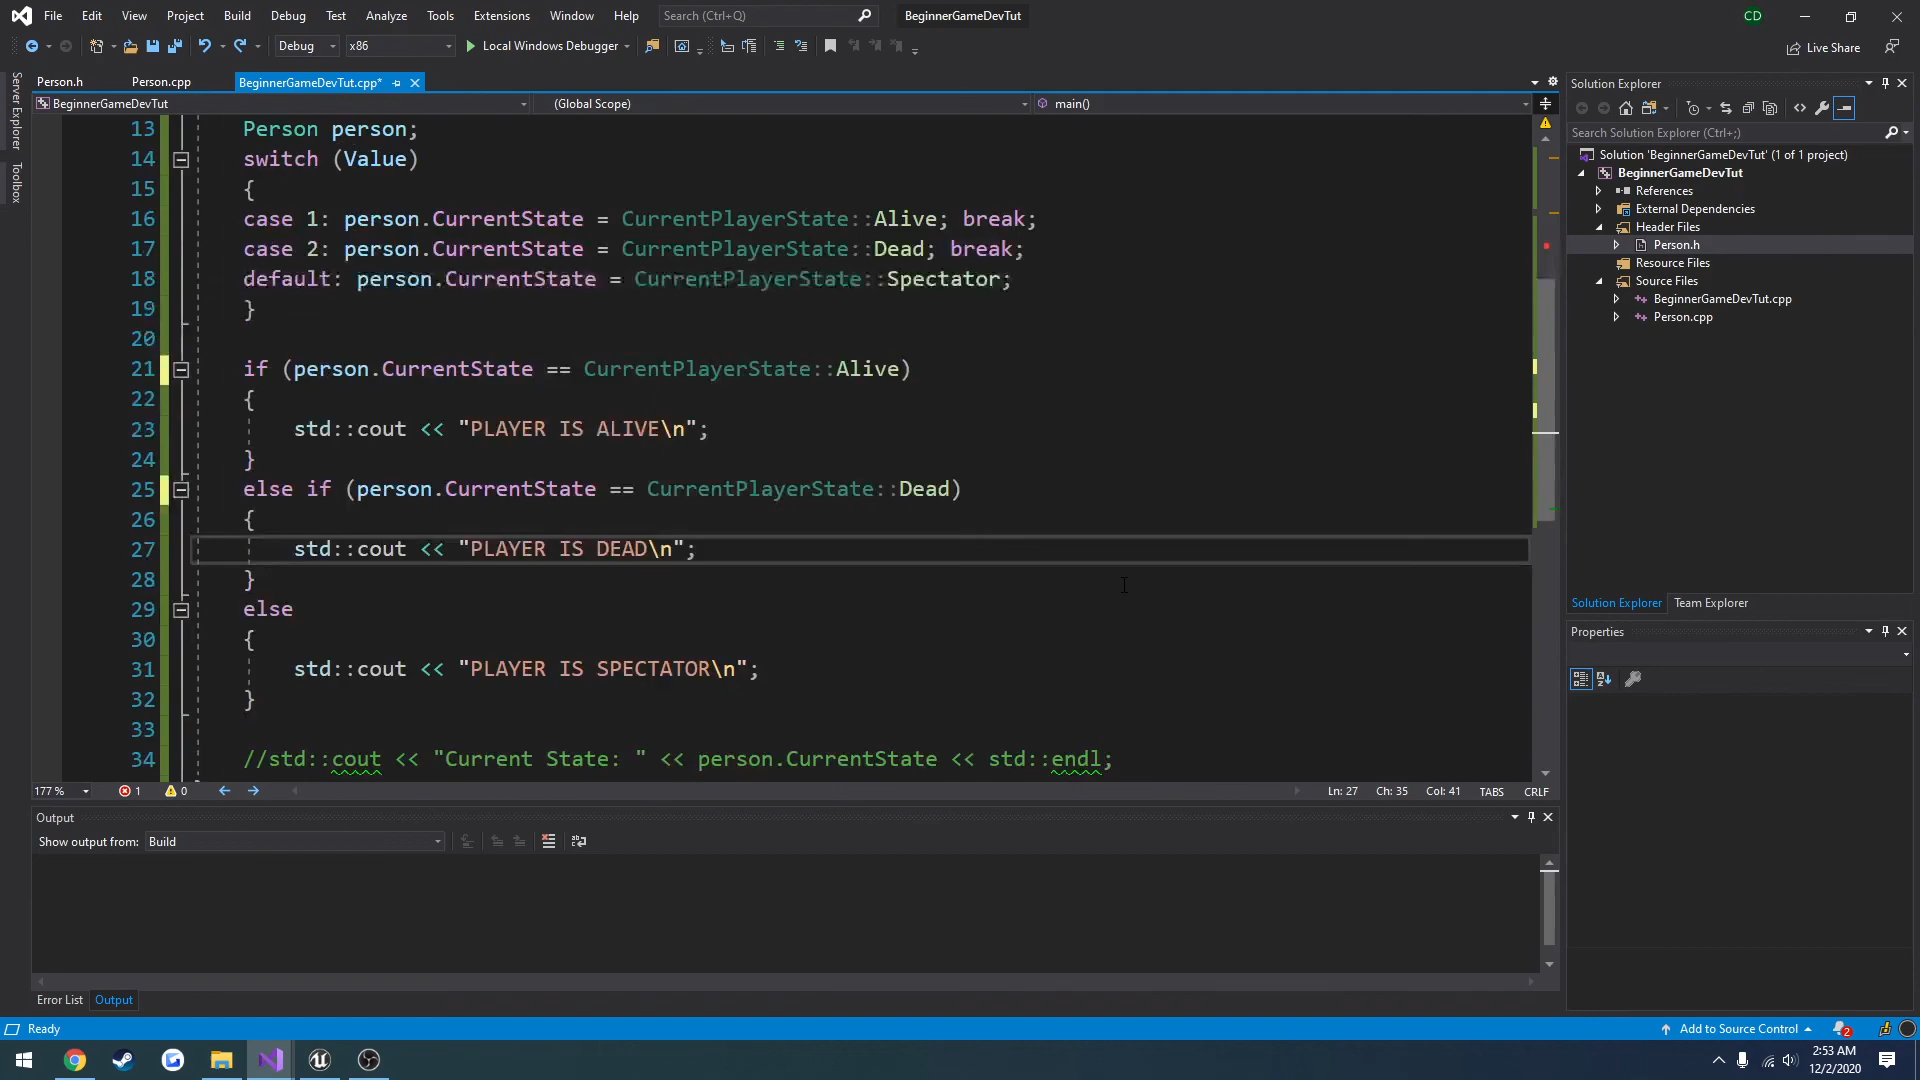 File Edit View Project Build Debug Test Analyze Tools Extensions Window Help Search (Ctrl+Q) BeginnerGameDevTut CD
Debug x86 Local Windows Debugger Live Share
Server Explorer
Toolbox
Person.h Person.cpp BeginnerGameDevTut.cpp*
BeginnerGameDevTut (Global Scope) main()
13 Person person;
14 switch (Value)
15 {
16 case 1: person.CurrentState = CurrentPlayerState::Alive; break;
17 case 2: person.CurrentState = CurrentPlayerState::Dead; break;
18 default: person.CurrentState = CurrentPlayerState::Spectator;
19 }
20
21 if (person.CurrentState == CurrentPlayerState::Alive)
22 {
23 std::cout << "PLAYER IS ALIVE\n";
24 }
25 else if (person.CurrentState == CurrentPlayerState::Dead)
26 {
27 std::cout << "PLAYER IS DEAD\n";
28 }
29 else
30 {
31 std::cout << "PLAYER IS SPECTATOR\n";
32 }
33
34 //std::cout << "Current State: " << person.CurrentState << std::endl;
177 % 1 0 Ln: 27 Ch: 35 Col: 41 TABS CRLF
Output
Show output from: Build
Error List Output
Solution Explorer
Search Solution Explorer (Ctrl+;)
Solution 'BeginnerGameDevTut' (1 of 1 project)
BeginnerGameDevTut
References
External Dependencies
Header Files
Person.h
Resource Files
Source Files
BeginnerGameDevTut.cpp
Person.cpp
Solution Explorer Team Explorer
Properties
Ready Add to Source Control 2
2:53 AM
12/2/2020